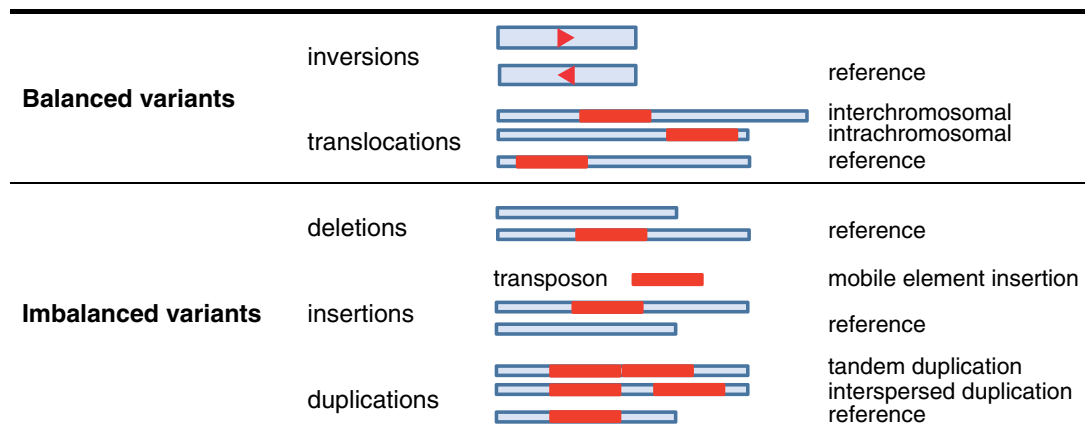 inversions
reference
Balanced variants
interchromosomal
intrachromosomal
translocations
reference
deletions
reference
transposon mobile element insertion
Imbalanced variants insertions
reference
tandem duplication
interspersed duplication
duplications
reference